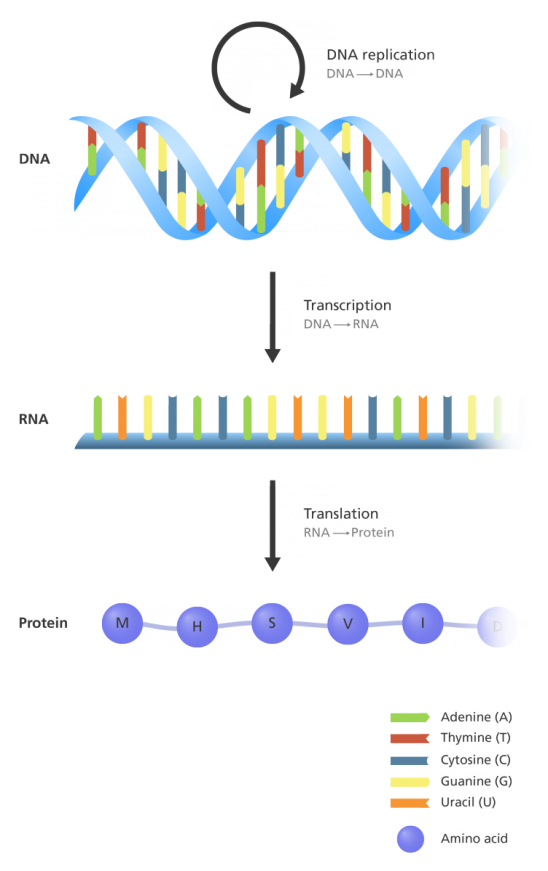 DNA replication
DNA → DNA
DNA
Transcription
DNA → RNA
RNA
Translation
RNA → Protein
Protein
M H S V I D
Adenine (A)
Thymine (T)
Cytosine (C)
Guanine (G)
Uracil (U)
Amino acid